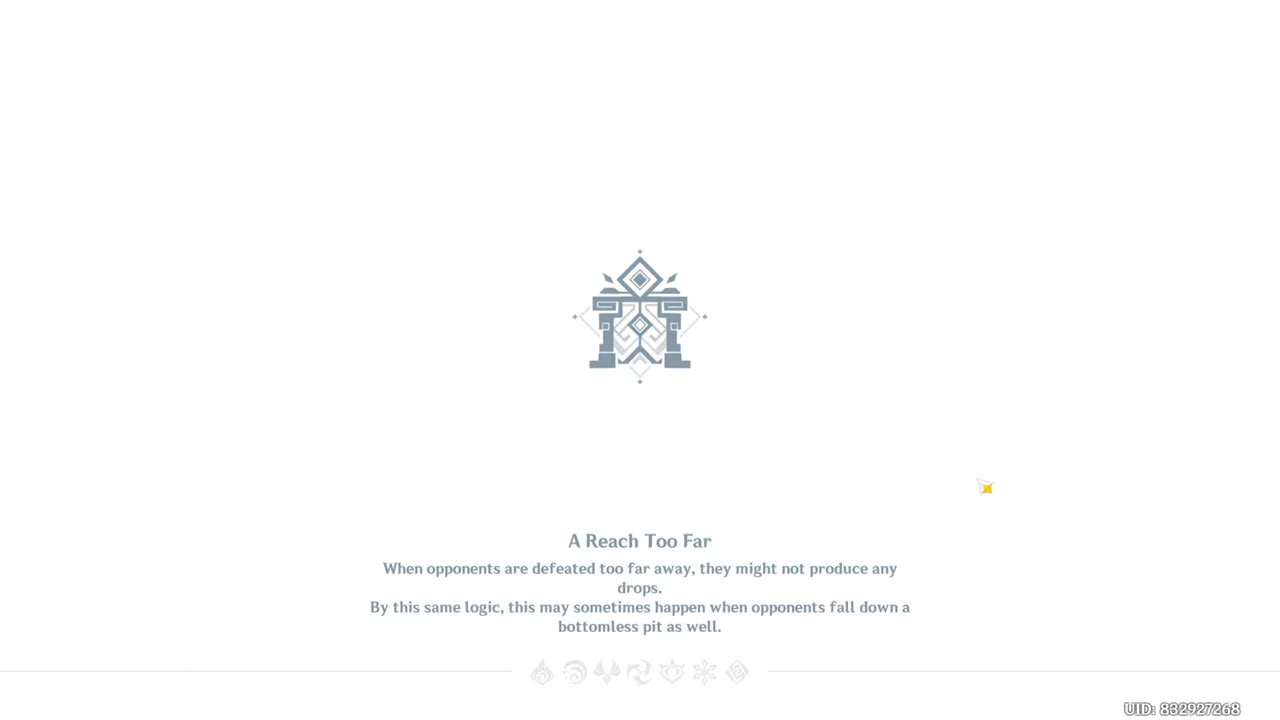 A Reach Too Far
When opponents are defeated too far away, they might not produce any
drops.
By this same logic, this may sometimes happen when opponents fall down a
bottomless pit as well.
UID: 832927268